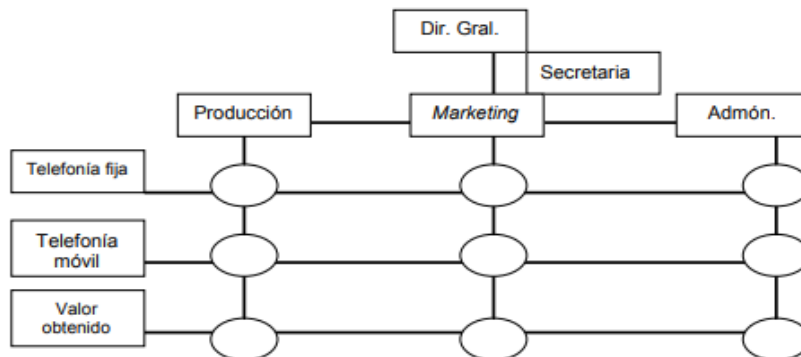 Dir. Gral.
Secretaria
Producción
Marketing
Admón.
Telefonía fija
Telefonía
móvil
Valor
obtenido